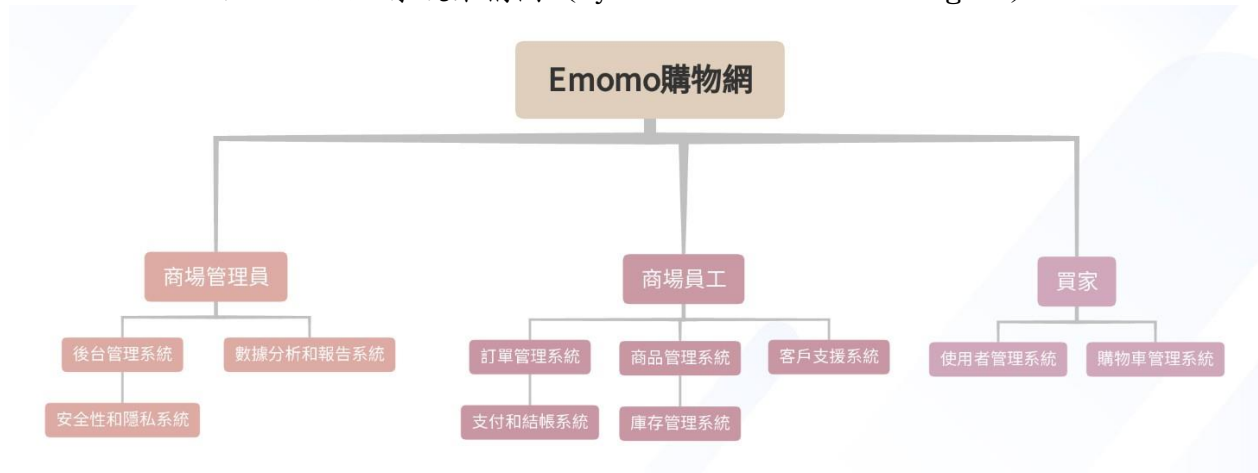 Emomo購物網
商場管理員
商場員工
買家
後台管理系統
數據分析和報告系統
訂單管理系統
商品管理系統
客戶支援系統
使用者管理系統
購物車管理系統
安全性和隱私系統
支付和結帳系統
庫存管理系統